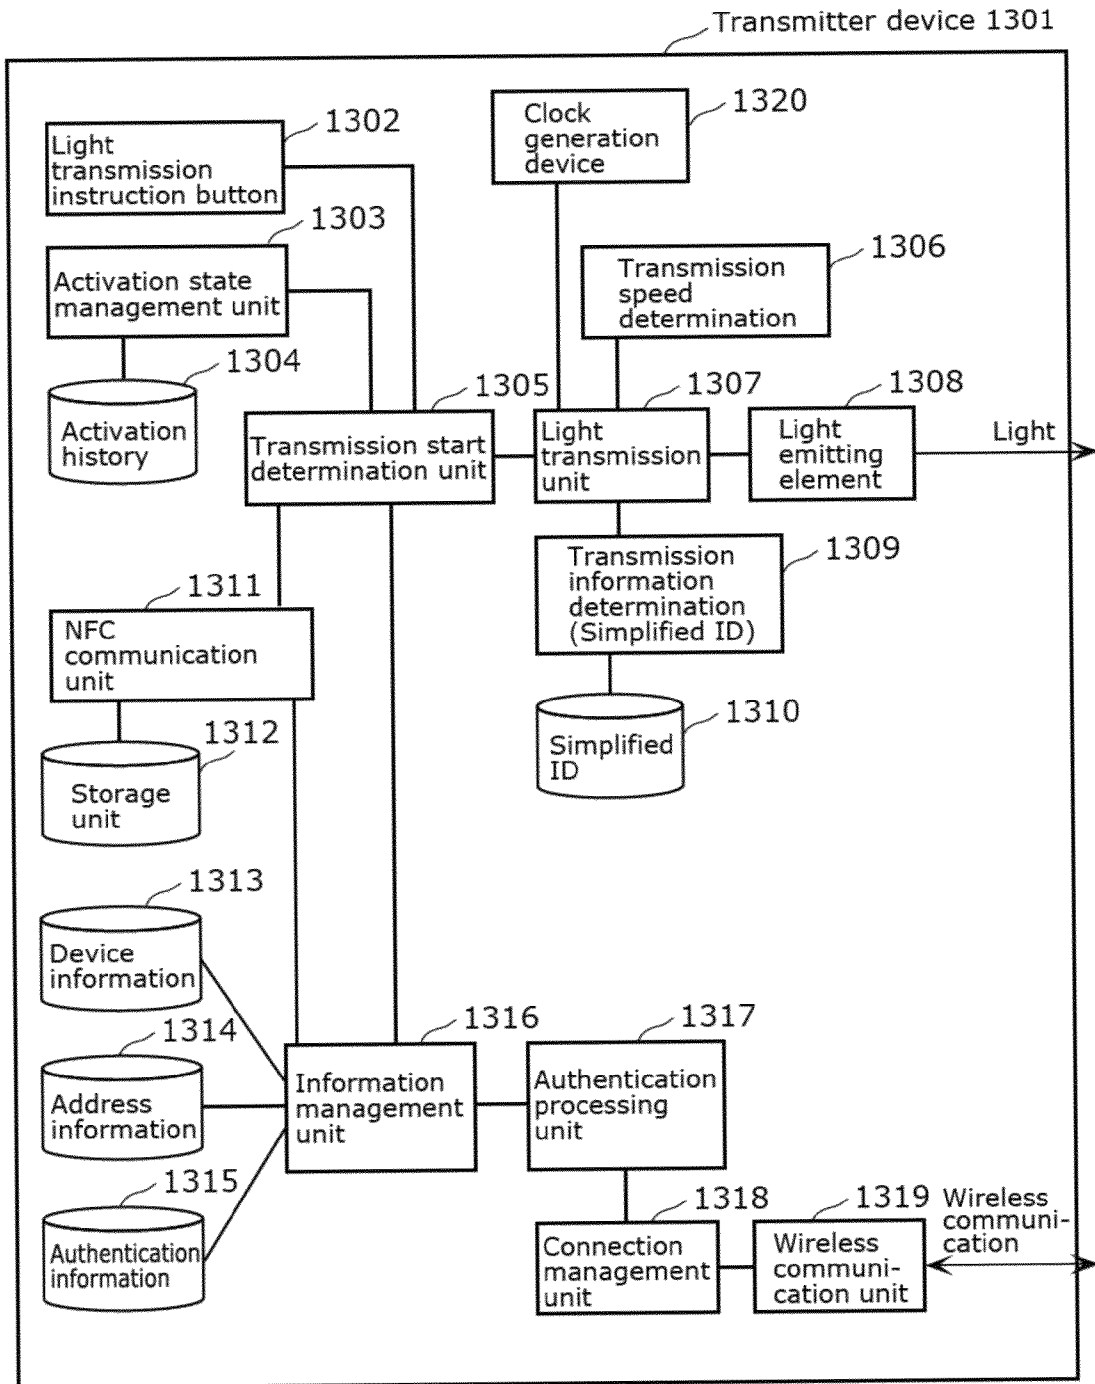 Transmitter device 1301
1302
Light
transmission
instruction button
1320
Clock
generation
device
1303
Activation state
management unit
1306
Transmission
speed
determination
1304
Activation
history
1305
Transmission start
determination unit
1307
Light
transmission
unit
1308
Light
emitting
element
Light
1309
Transmission
information
determination
(Simplified ID)
1310
Simplified
ID
1311
NFC
communication
unit
1312
Storage
unit
1313
Device
information
1314
Address
information
1315
Authentication
information
1316
Information
management
unit
1317
Authentication
processing
unit
1318
Connection
management
unit
1319
Wireless
communi-
cation unit
Wireless
communi-
cation